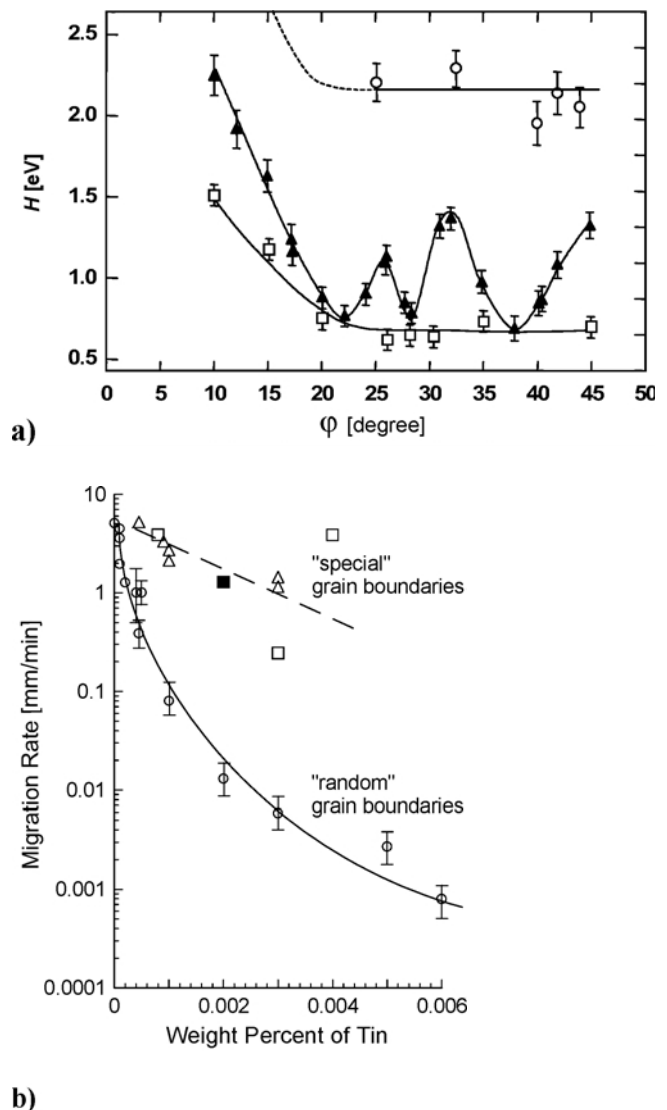 2.5
2.0
1.5
1.0
0.5
H [eV]
0 5 10 15 20 25 30 35 40 45 50
φ [degree]
a)
10
1
0.1
0.01
0.001
0.0001
Migration Rate [mm/min]
"special"
grain boundaries
"random"
grain boundaries
0 0.002 0.004 0.006
Weight Percent of Tin
b)